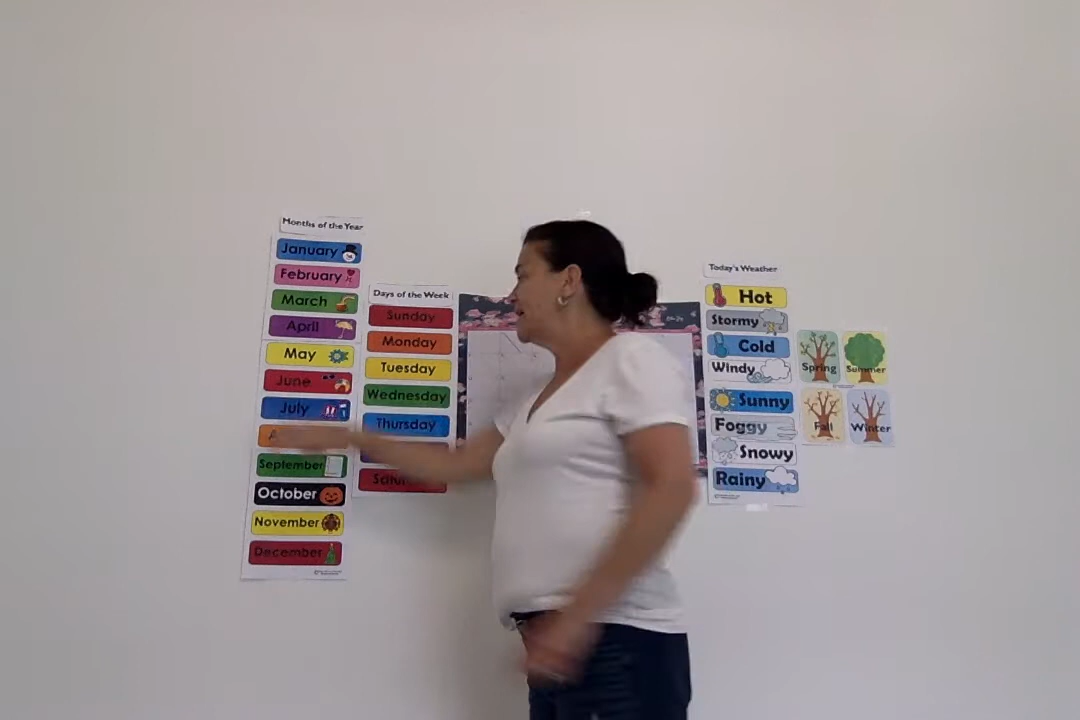 Months of the Year
January
February
March
April
May
June
July
September
October
November
December
Days of the Week
Sunday
Monday
Tuesday
Wednesday
Thursday
Today's Weather
Hot
Stormy
Cold
Windy
Sunny
Foggy
Snowy
Rainy
Spring
Summer
Fall
Winter